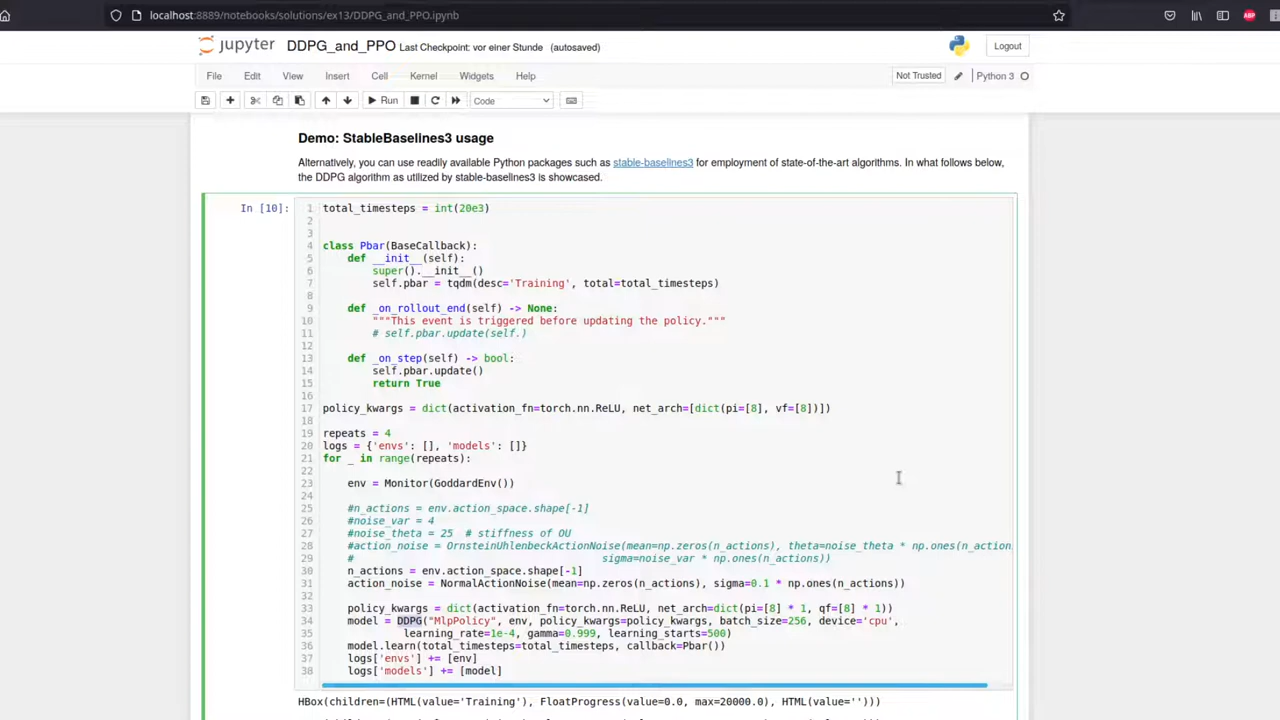 localhost:8889/notebooks/solutions/ex13/DDPG_and_PPO.ipynb
ABP
jupyter DDPG_and_PPO Last Checkpoint: vor einer Stunde (autosaved)
Logout
File Edit View Insert Cell Kernel Widgets Help
Not Trusted
Python 3
Run
Code
Demo: StableBaselines3 usage
Alternatively, you can use readily available Python packages such as stable-baselines3 for employment of state-of-the-art algorithms. In what follows below,
the DDPG algorithm as utilized by stable-baselines3 is showcased.
In [10]:
1 total_timesteps = int(20e3)
2
3
4 class Pbar(BaseCallback):
5     def __init__(self):
6         super().__init__()
7         self.pbar = tqdm(desc='Training', total=total_timesteps)
8
9     def _on_rollout_end(self) -> None:
10         """This event is triggered before updating the policy."""
11         # self.pbar.update(self.)
12
13     def _on_step(self) -> bool:
14         self.pbar.update()
15         return True
16
17 policy_kwargs = dict(activation_fn=torch.nn.ReLU, net_arch=[dict(pi=[8], vf=[8])])
18
19 repeats = 4
20 logs = {'envs': [], 'models': []}
21 for _ in range(repeats):
22
23     env = Monitor(GoddardEnv())
24
25     #n_actions = env.action_space.shape[-1]
26     #noise_var = 4
27     #noise_theta = 25  # stiffness of OU
28     #action_noise = OrnsteinUhlenbeckActionNoise(mean=np.zeros(n_actions), theta=noise_theta * np.ones(n_action
29     #                                         sigma=noise_var * np.ones(n_actions))
30     n_actions = env.action_space.shape[-1]
31     action_noise = NormalActionNoise(mean=np.zeros(n_actions), sigma=0.1 * np.ones(n_actions))
32
33     policy_kwargs = dict(activation_fn=torch.nn.ReLU, net_arch=dict(pi=[8] * 1, qf=[8] * 1))
34     model = DDPG("MlpPolicy", env, policy_kwargs=policy_kwargs, batch_size=256, device='cpu',
35              learning_rate=1e-4, gamma=0.999, learning_starts=500)
36     model.learn(total_timesteps=total_timesteps, callback=Pbar())
37     logs['envs'] += [env]
38     logs['models'] += [model]
HBox(children=(HTML(value='Training'), FloatProgress(value=0.0, max=20000.0), HTML(value='')))